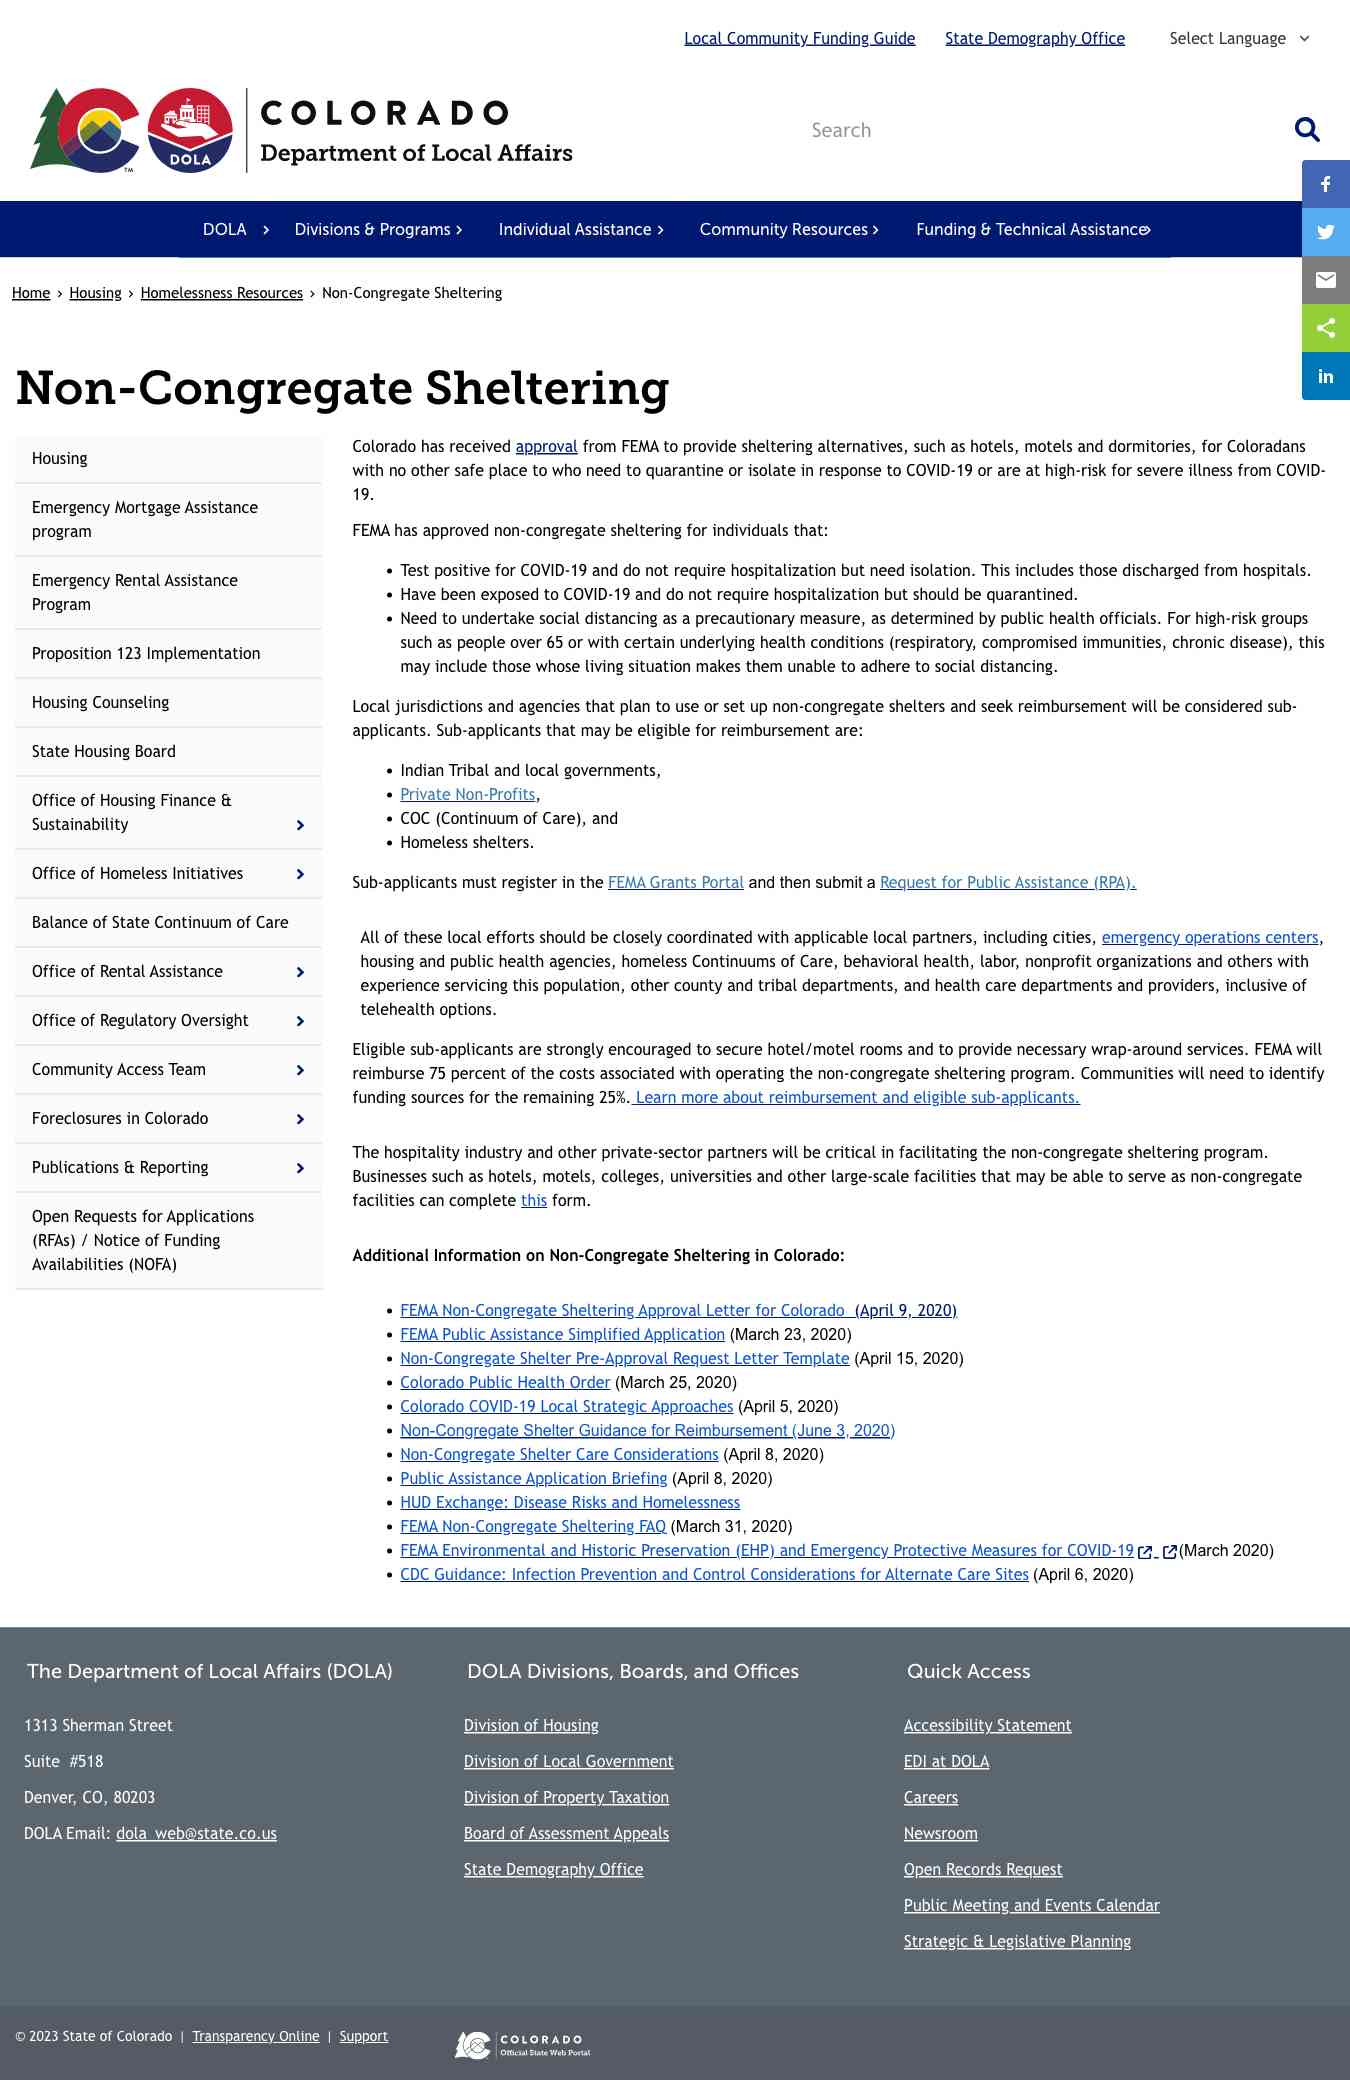 Local Community Funding Guide State Demography Office Select Language
COLORADO
Department of Local Affairs
DOLA
TM
Search
DOLA Divisions & Programs Individual Assistance Community Resources Funding & Technical Assistance
Home › Housing › Homelessness Resources › Non-Congregate Sheltering
in
Non-Congregate Sheltering
Housing
Emergency Mortgage Assistance
program
Emergency Rental Assistance
Program
Proposition 123 Implementation
Housing Counseling
State Housing Board
Office of Housing Finance &
Sustainability
Office of Homeless Initiatives
Balance of State Continuum of Care
Office of Rental Assistance
Office of Regulatory Oversight
Community Access Team
Foreclosures in Colorado
Publications & Reporting
Open Requests for Applications
(RFAs) / Notice of Funding
Availabilities (NOFA)
Colorado has received approval from FEMA to provide sheltering alternatives, such as hotels, motels and dormitories, for Coloradans
with no other safe place to who need to quarantine or isolate in response to COVID-19 or are at high-risk for severe illness from COVID-
19.
FEMA has approved non-congregate sheltering for individuals that:
• Test positive for COVID-19 and do not require hospitalization but need isolation. This includes those discharged from hospitals.
• Have been exposed to COVID-19 and do not require hospitalization but should be quarantined.
• Need to undertake social distancing as a precautionary measure, as determined by public health officials. For high-risk groups
such as people over 65 or with certain underlying health conditions (respiratory, compromised immunities, chronic disease), this
may include those whose living situation makes them unable to adhere to social distancing.
Local jurisdictions and agencies that plan to use or set up non-congregate shelters and seek reimbursement will be considered sub-
applicants. Sub-applicants that may be eligible for reimbursement are:
• Indian Tribal and local governments,
• Private Non-Profits,
• COC (Continuum of Care), and
• Homeless shelters.
Sub-applicants must register in the FEMA Grants Portal and then submit a Request for Public Assistance (RPA).
All of these local efforts should be closely coordinated with applicable local partners, including cities, emergency operations centers,
housing and public health agencies, homeless Continuums of Care, behavioral health, labor, nonprofit organizations and others with
experience servicing this population, other county and tribal departments, and health care departments and providers, inclusive of
telehealth options.
Eligible sub-applicants are strongly encouraged to secure hotel/motel rooms and to provide necessary wrap-around services. FEMA will
reimburse 75 percent of the costs associated with operating the non-congregate sheltering program. Communities will need to identify
funding sources for the remaining 25%. Learn more about reimbursement and eligible sub-applicants.
The hospitality industry and other private-sector partners will be critical in facilitating the non-congregate sheltering program.
Businesses such as hotels, motels, colleges, universities and other large-scale facilities that may be able to serve as non-congregate
facilities can complete this form.
Additional Information on Non-Congregate Sheltering in Colorado:
• FEMA Non-Congregate Sheltering Approval Letter for Colorado (April 9, 2020)
• FEMA Public Assistance Simplified Application (March 23, 2020)
• Non-Congregate Shelter Pre-Approval Request Letter Template (April 15, 2020)
• Colorado Public Health Order (March 25, 2020)
• Colorado COVID-19 Local Strategic Approaches (April 5, 2020)
• Non-Congregate Shelter Guidance for Reimbursement (June 3, 2020)
• Non-Congregate Shelter Care Considerations (April 8, 2020)
• Public Assistance Application Briefing (April 8, 2020)
• HUD Exchange: Disease Risks and Homelessness
• FEMA Non-Congregate Sheltering FAQ (March 31, 2020)
• FEMA Environmental and Historic Preservation (EHP) and Emergency Protective Measures for COVID-19 (March 2020)
• CDC Guidance: Infection Prevention and Control Considerations for Alternate Care Sites (April 6, 2020)
The Department of Local Affairs (DOLA)
1313 Sherman Street
Suite #518
Denver, CO, 80203
DOLA Email: dola_web@state.co.us
DOLA Divisions, Boards, and Offices
Division of Housing
Division of Local Government
Division of Property Taxation
Board of Assessment Appeals
State Demography Office
Quick Access
Accessibility Statement
EDI at DOLA
Careers
Newsroom
Open Records Request
Public Meeting and Events Calendar
Strategic & Legislative Planning
© 2023 State of Colorado | Transparency Online | Support
COLORADO
Official State Web Portal